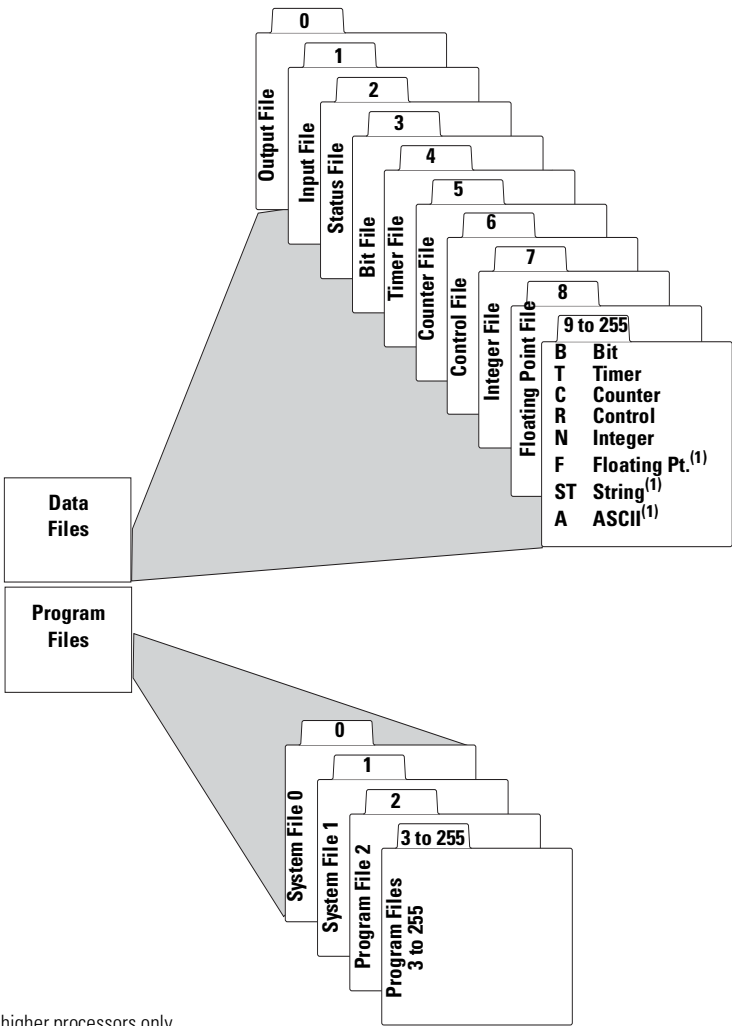 0
Output File
1
Input File
2
Status File
3
Bit File
4
Timer File
5
Counter File
6
Control File
7
Integer File
8
Floating Point File
9 to 255
B Bit
T Timer
C Counter
R Control
N Integer
F Floating Pt.(1)
ST String(1)
A ASCII(1)
Data
Files
Program
Files
0
System File 0
1
System File 1
2
Program File 2
3 to 255
Program Files
3 to 255
higher processors only